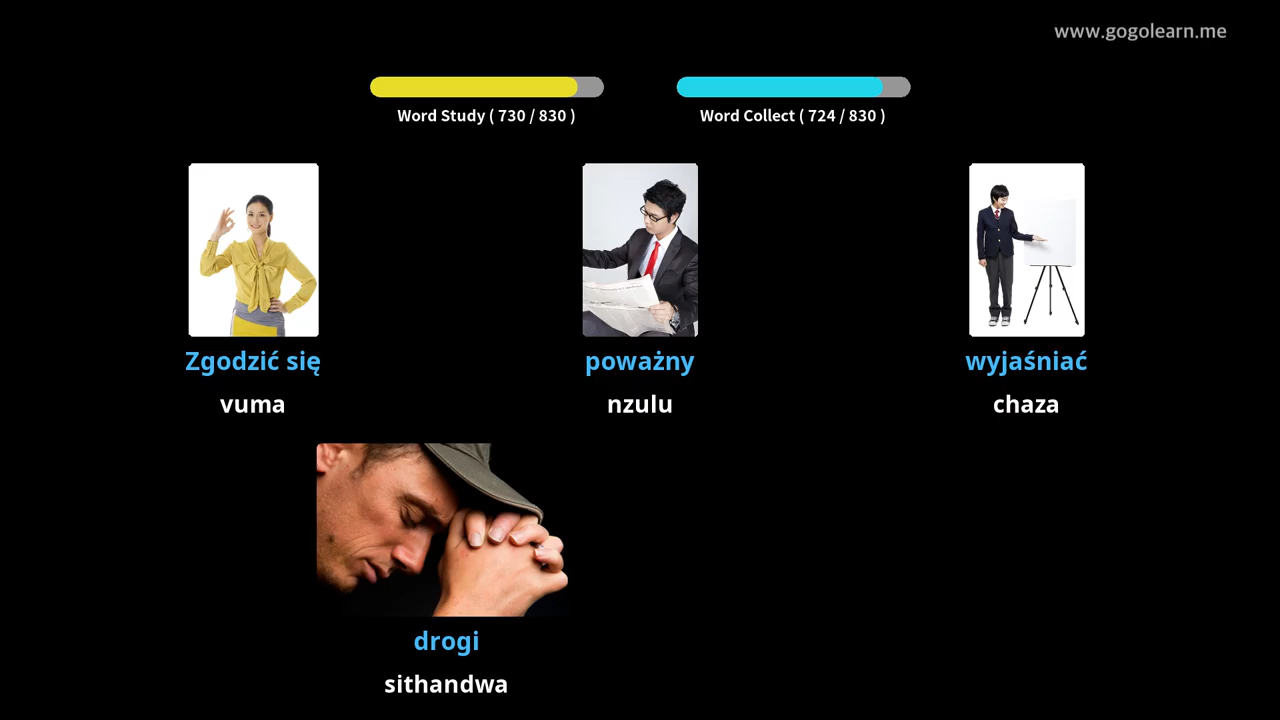 www.gogolearn.me
Word Study ( 730 / 830 )
Word Collect ( 724 / 830 )
Zgodzić się
vuma
poważny
nzulu
wyjaśniać
chaza
drogi
sithandwa